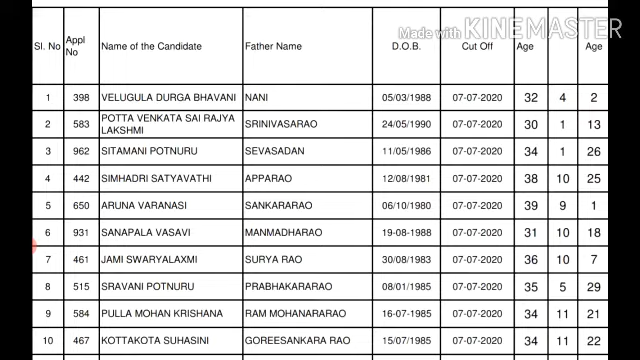 Made with KINEMASTER
Sl. No Appl No Name of the Candidate Father Name D.O.B. Cut Off Age Age
1 398 VELUGULA DURGA BHAVANI NANI 05/03/1988 07-07-2020 32 4 2
2 583 POTTA VENKATA SAI RAJYA LAKSHMI SRINIVASARAO 24/05/1990 07-07-2020 30 1 13
3 962 SITAMANI POTNURU SEVASADAN 11/05/1986 07-07-2020 34 1 26
4 442 SIMHADRI SATYAVATHI APPARAO 12/08/1981 07-07-2020 38 10 25
5 650 ARUNA VARANASI SANKARARAO 06/10/1980 07-07-2020 39 9 1
6 931 SANAPALA VASAVI MANMADHARAO 19-08-1988 07-07-2020 31 10 18
7 461 JAMI SWARYALAXMI SURYA RAO 30/08/1983 07-07-2020 36 10 7
8 515 SRAVANI POTNURU PRABHAKARARAO 08/01/1985 07-07-2020 35 5 29
9 584 PULLA MOHAN KRISHANA RAM MOHANARARAO 16-07-1985 07-07-2020 34 11 21
10 467 KOTTAKOTA SUHASINI GOREESANKARA RAO 15/07/1985 07-07-2020 34 11 22